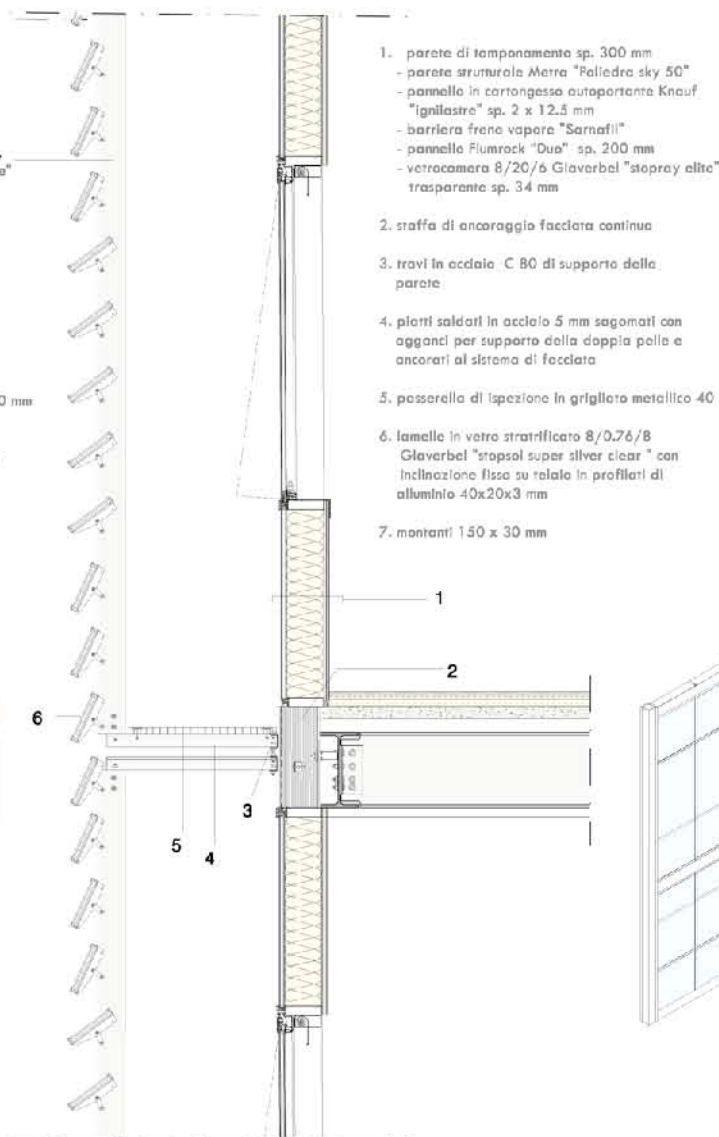 1. parete di tamponamento sp. 300 mm
- parete strutturale Metra "Poliedra sky 50"
- pannello in cartongesso autoportante Knauf
"ignilastre" sp. 2 x 12.5 mm
- barriera freno vapore "Sarnafil"
- pannello Flumrock "Duo" sp. 200 mm
- vetrocamera 8/20/6 Glaverbel "stopray elite"
trasparente sp. 34 mm
2. staffa di ancoraggio facciata continua
3. travi in acciaio C 80 di supporto della
parete
4. piatti saldati in acciaio 5 mm sagomati con
agganci per supporto della doppia pelle e
ancorati al sistema di facciata
5. passerella di ispezione in grigliato metallico 40
6. lamelle in vetro stratrificato 8/0.76/8
Glaverbel "stopsol super silver clear " con
inclinazione fissa su telaio in profilati di
alluminio 40x20x3 mm
7. montanti 150 x 30 mm
e"
0 mm
1
2
6
3
5
4